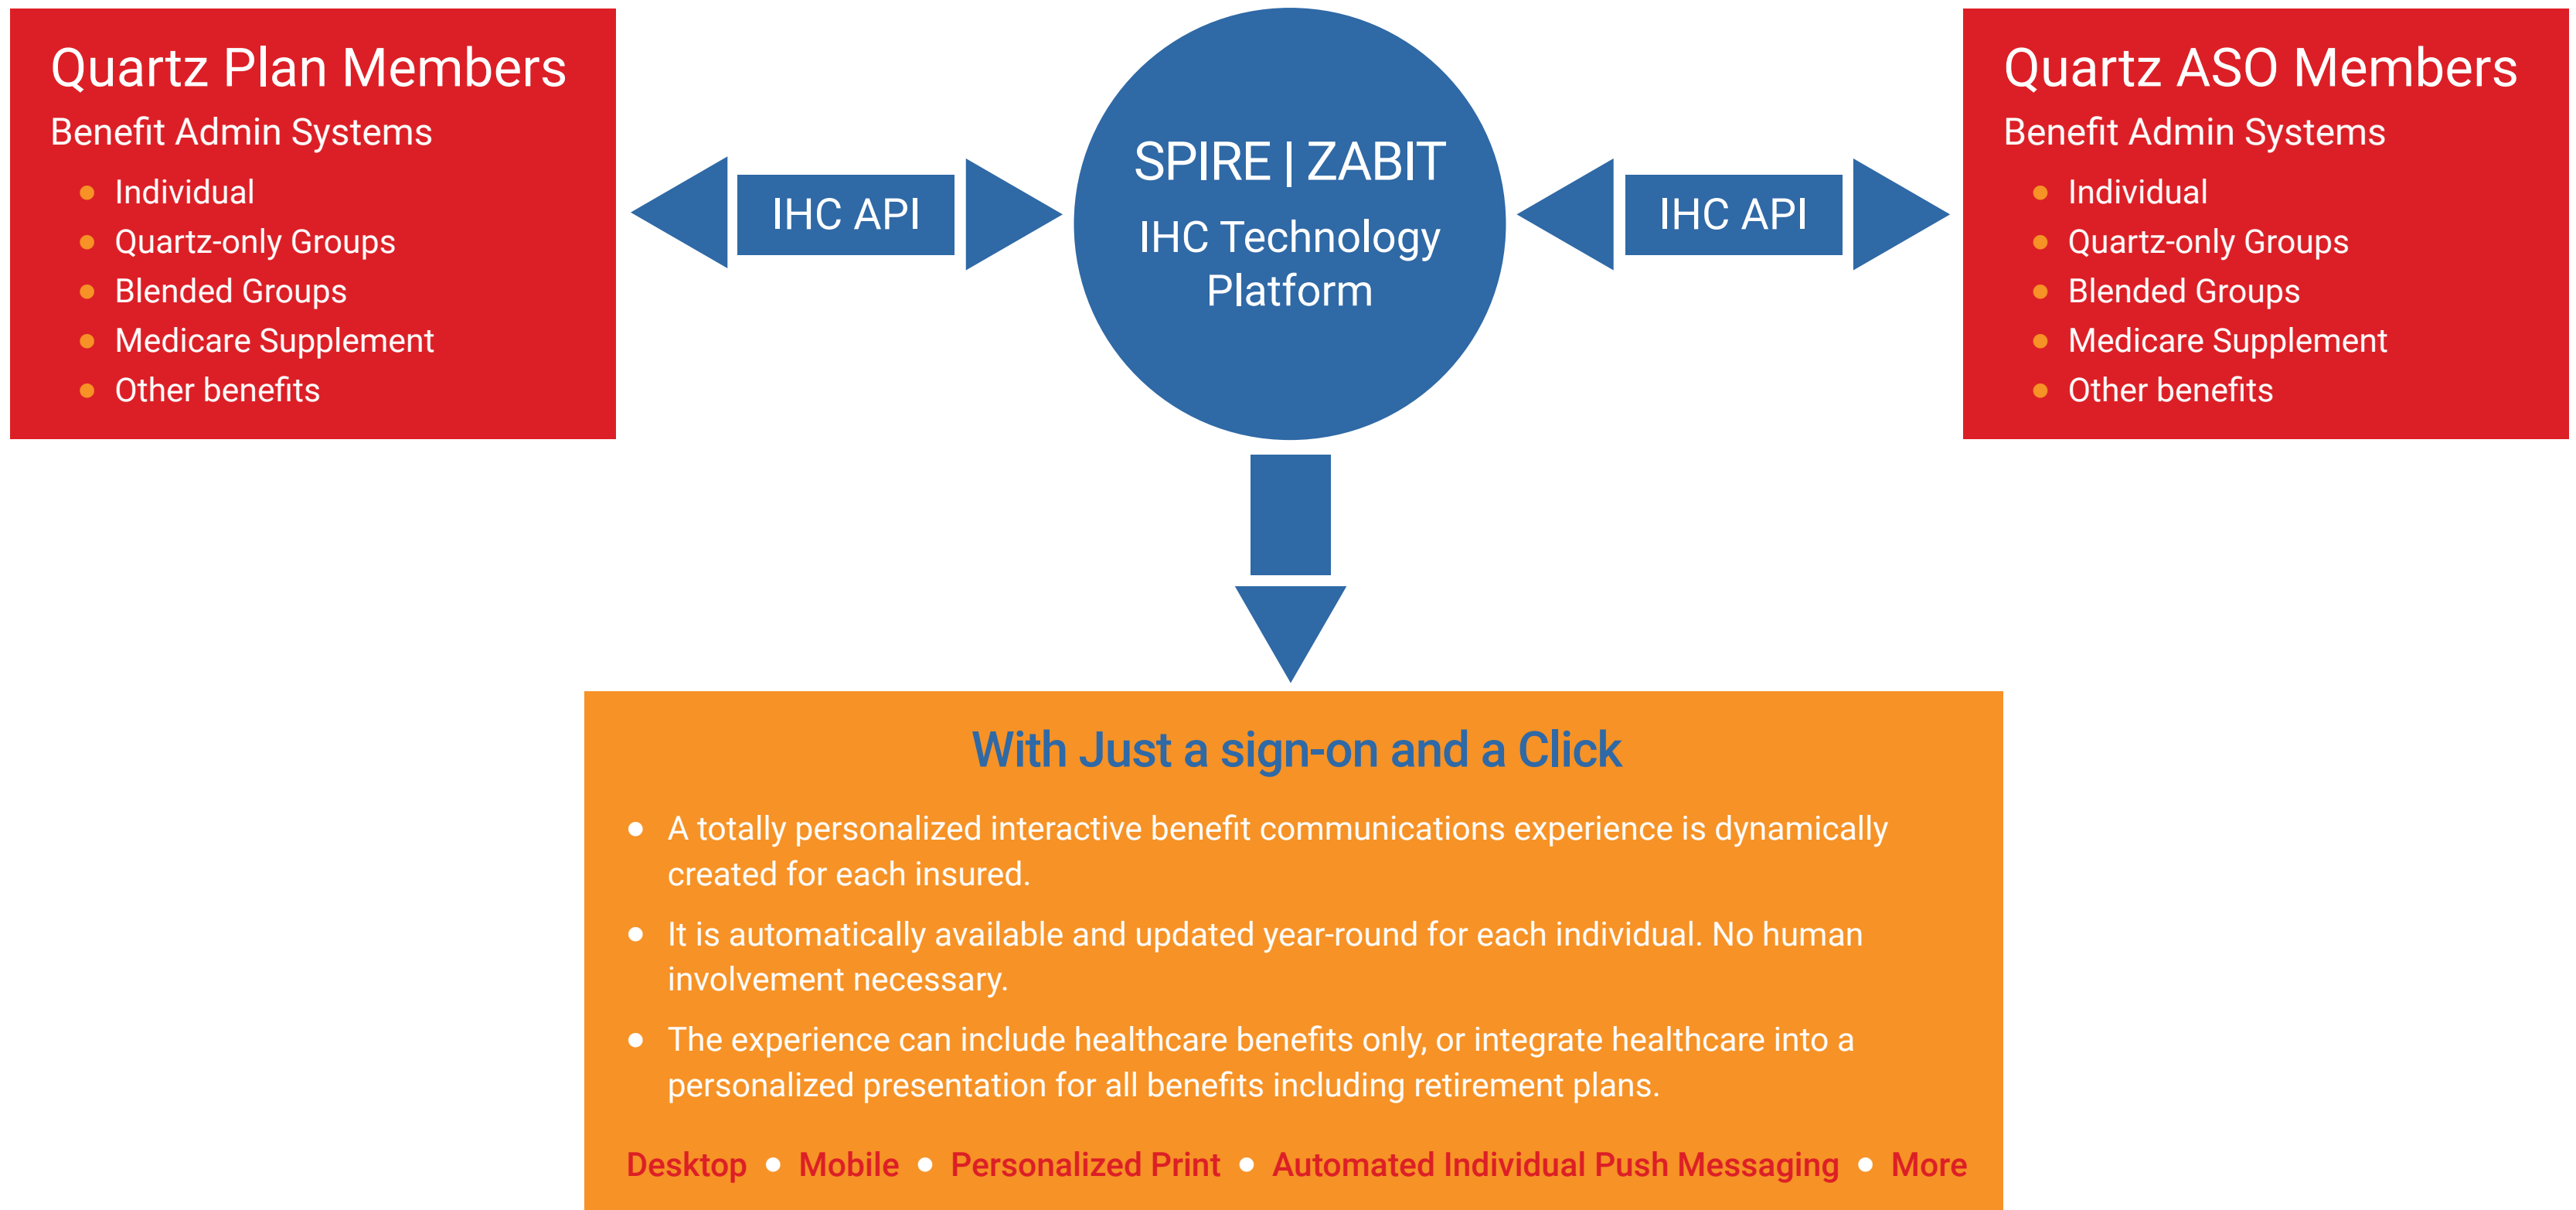 Quartz Plan Members
Benefit Admin Systems
Individual
Quartz-only Groups
Blended Groups
Medicare Supplement
Other benefits
IHC API
SPIRE | ZABIT
IHC Technology
Platform
IHC API
Quartz ASO Members
Benefit Admin Systems
Individual
Quartz-only Groups
Blended Groups
Medicare Supplement
Other benefits
With Just a sign-on and a Click
A totally personalized interactive benefit communications experience is dynamically
created for each insured.
It is automatically available and updated year-round for each individual. No human
involvement necessary.
The experience can include healthcare benefits only, or integrate healthcare into a
personalized presentation for all benefits including retirement plans.
Desktop • Mobile • Personalized Print • Automated Individual Push Messaging • More